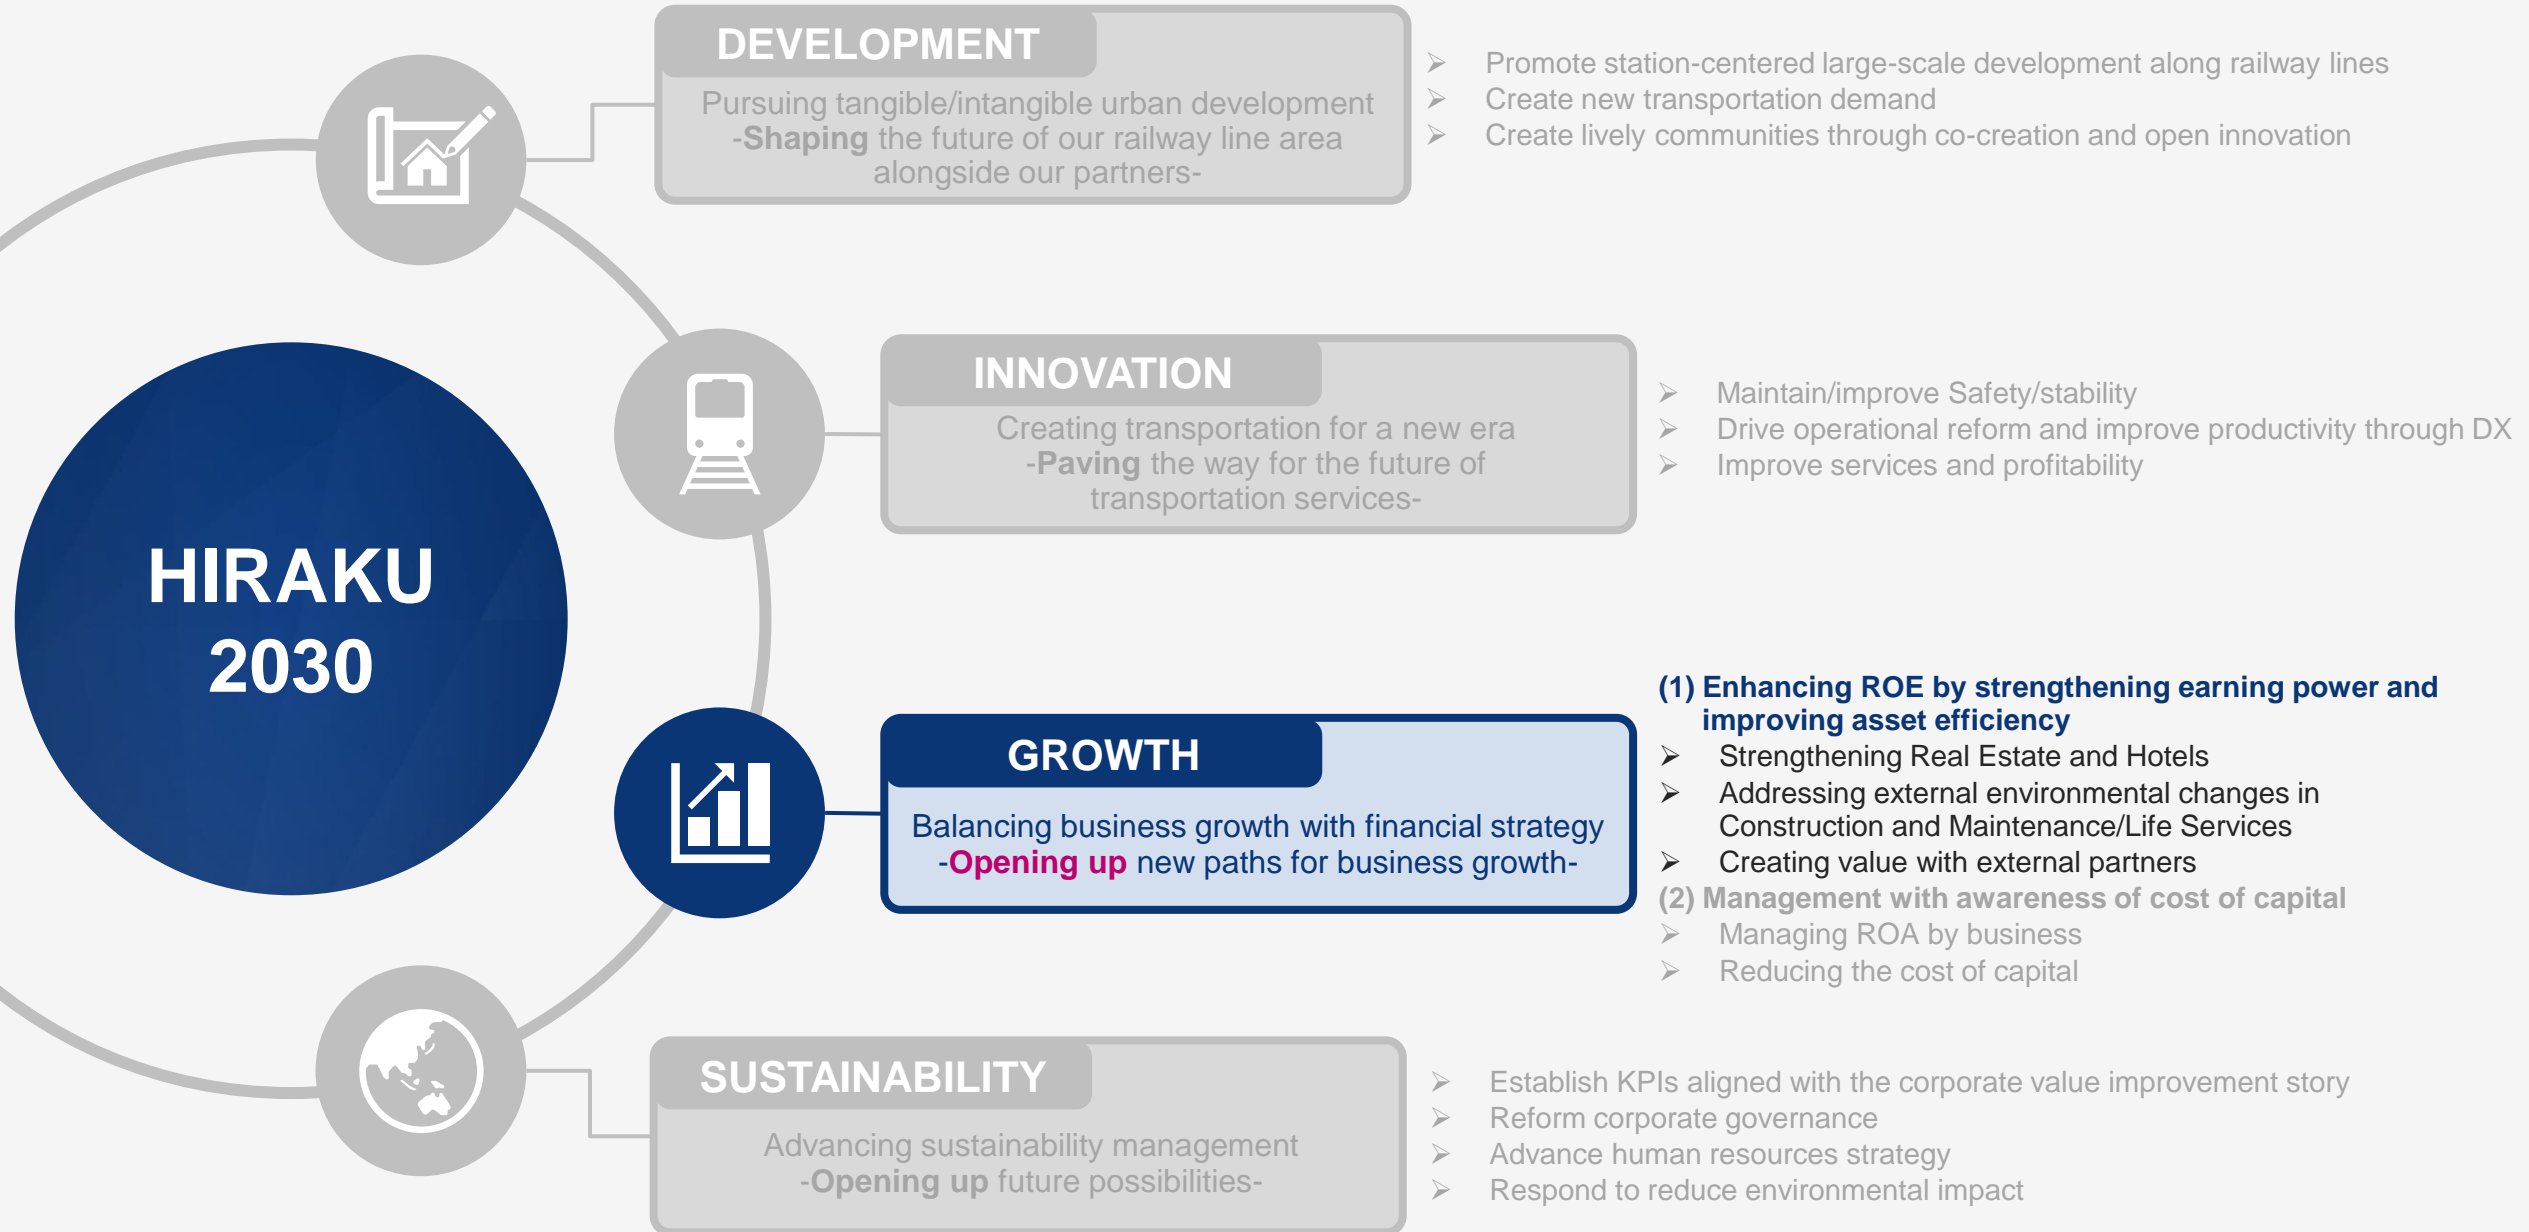 HIRAKU
2030
DEVELOPMENT
Pursuing tangible/intangible urban development
-Shaping the future of our railway line area
alongside our partners-
➢ Promote station-centered large-scale development along railway lines
➢ Create new transportation demand
➢ Create lively communities through co-creation and open innovation
INNOVATION
Creating transportation for a new era
-Paving the way for the future of
transportation services-
➢ Maintain/improve Safety/stability
➢ Drive operational reform and improve productivity through DX
➢ Improve services and profitability
GROWTH
Balancing business growth with financial strategy
-Opening up new paths for business growth-
(1) Enhancing ROE by strengthening earning power and
improving asset efficiency
➢ Strengthening Real Estate and Hotels
➢ Addressing external environmental changes in
Construction and Maintenance/Life Services
➢ Creating value with external partners
(2) Management with awareness of cost of capital
➢ Managing ROA by business
➢ Reducing the cost of capital
SUSTAINABILITY
Advancing sustainability management
-Opening up future possibilities-
➢ Establish KPIs aligned with the corporate value improvement story
➢ Reform corporate governance
➢ Advance human resources strategy
➢ Respond to reduce environmental impact